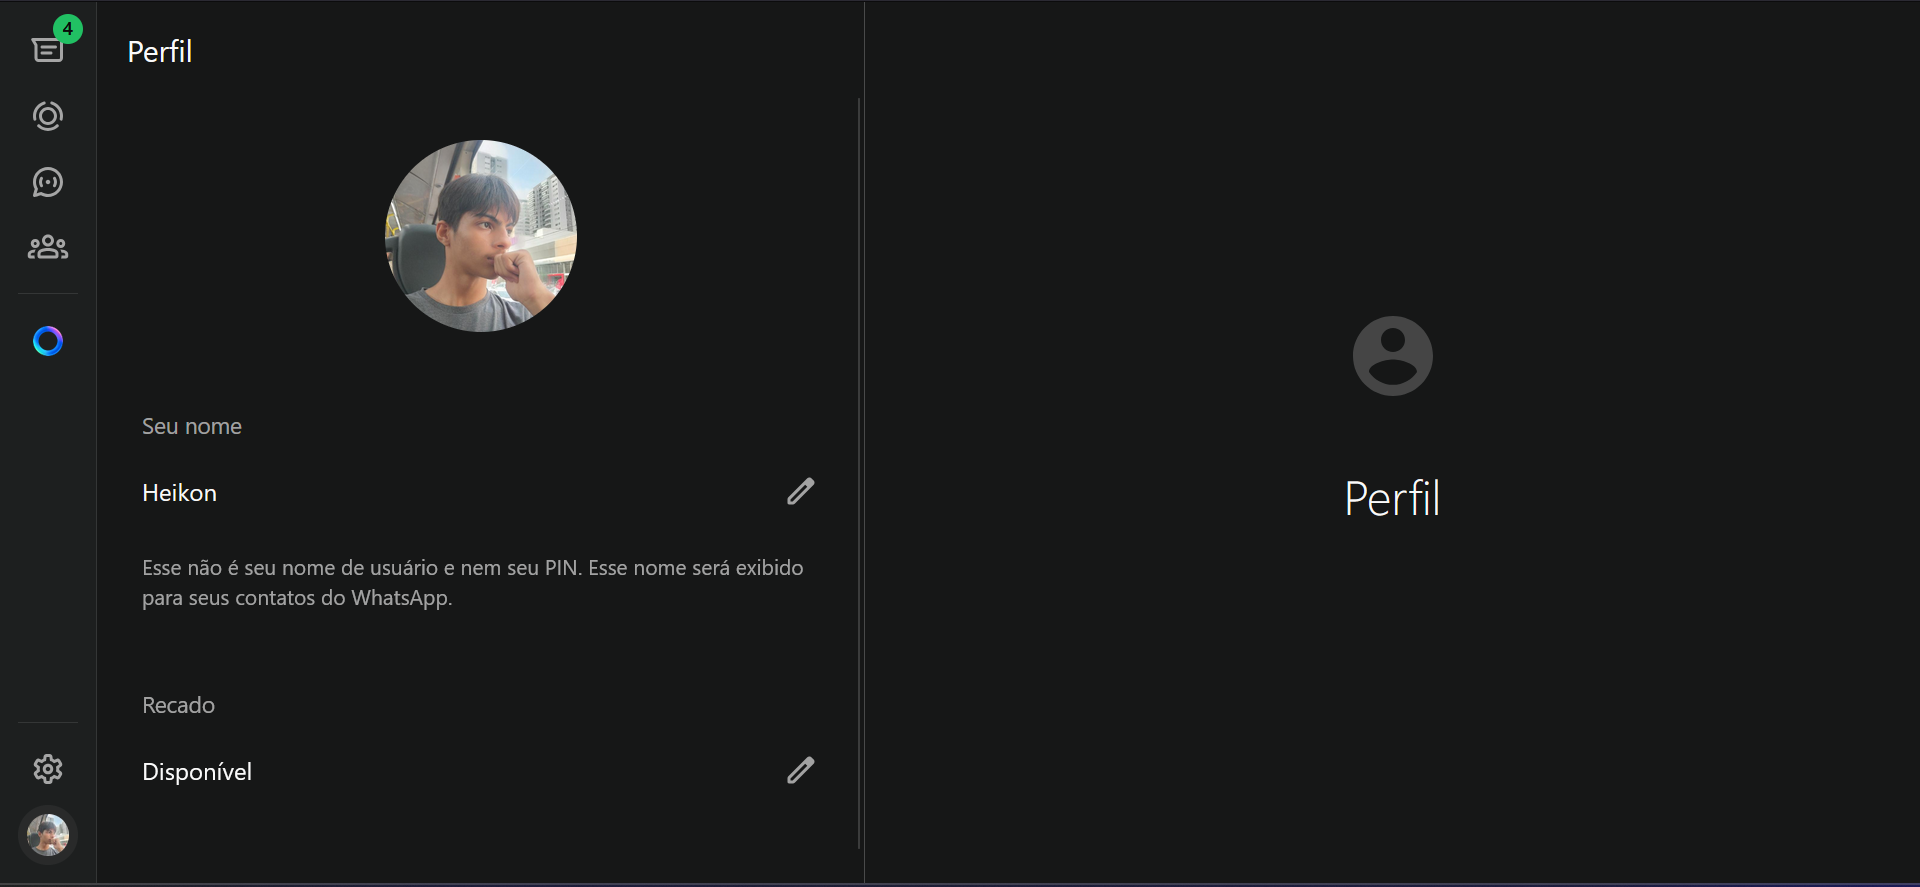 4
Perfil
Seu nome
Heikon
Esse não é seu nome de usuário e nem seu PIN. Esse nome será exibido
para seus contatos do WhatsApp.
Recado
Disponível
Perfil